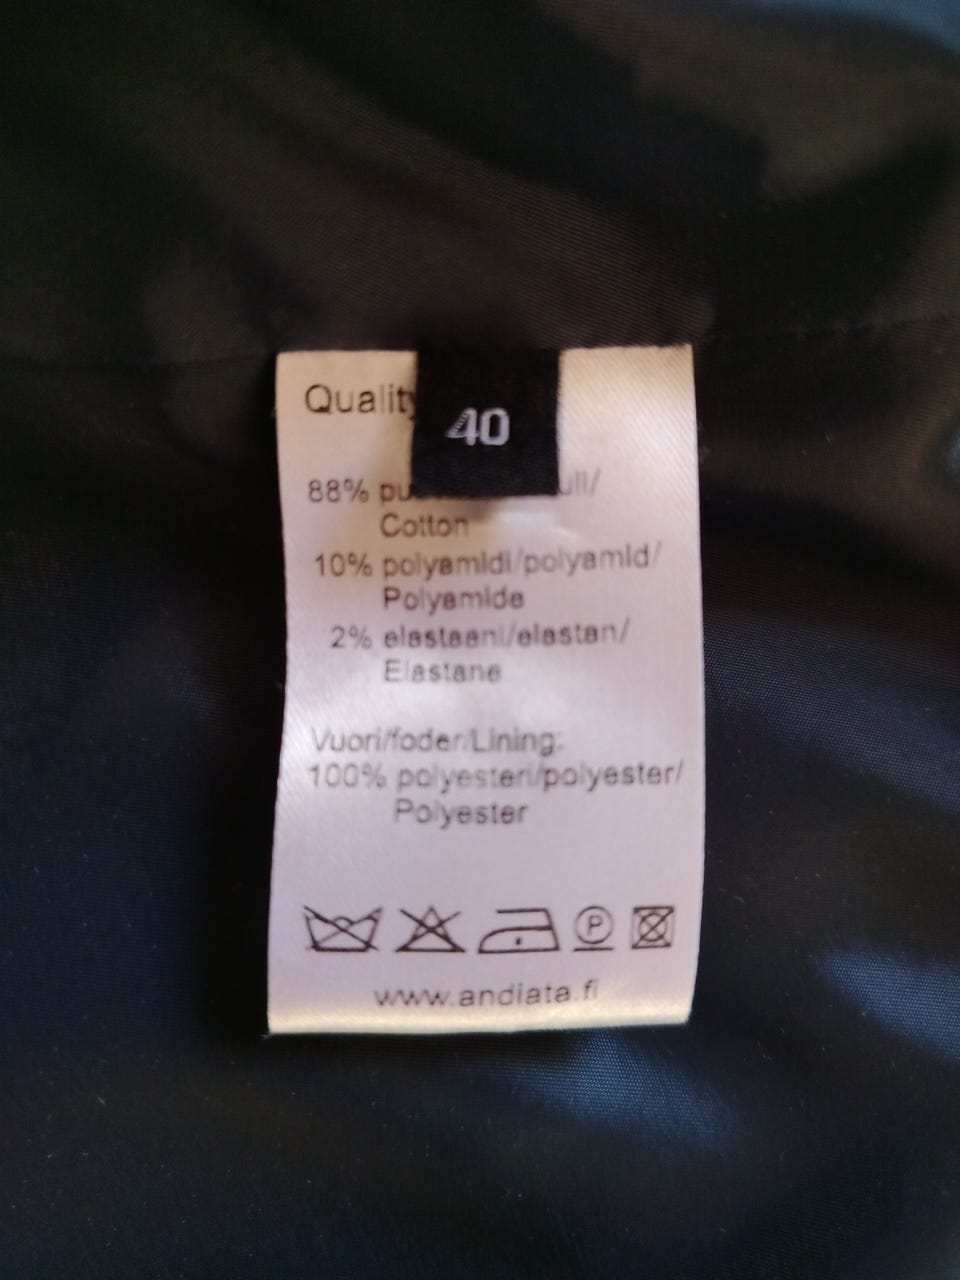 Quality
40
88%
Cotton
10% polyamidi/polyamid/
Polyamide
2% elastaani/elastan/
Elastane
Vuori/foder/Lining:
100% polyesteri/polyester/
Polyester
P
www.andiata.fi